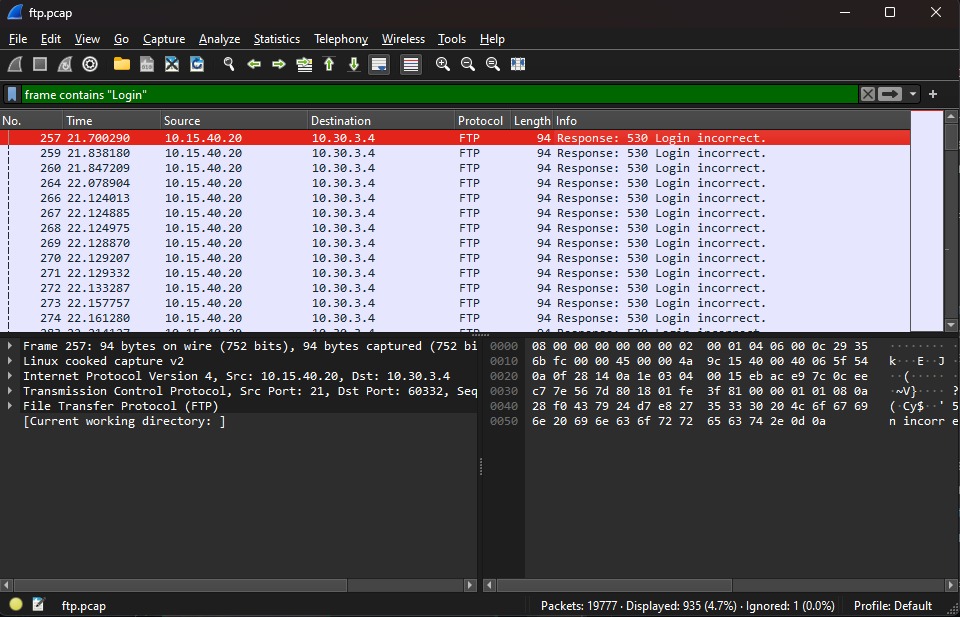 ftp.pcap
File Edit View Go Capture Analyze Statistics Telephony Wireless Tools Help
frame contains "Login"
No. Time Source Destination Protocol Length Info
257 21.700290 10.15.40.20 10.30.3.4 FTP 94 Response: 530 Login incorrect.
259 21.838180 10.15.40.20 10.30.3.4 FTP 94 Response: 530 Login incorrect.
260 21.847209 10.15.40.20 10.30.3.4 FTP 94 Response: 530 Login incorrect.
264 22.078904 10.15.40.20 10.30.3.4 FTP 94 Response: 530 Login incorrect.
266 22.124013 10.15.40.20 10.30.3.4 FTP 94 Response: 530 Login incorrect.
267 22.124885 10.15.40.20 10.30.3.4 FTP 94 Response: 530 Login incorrect.
268 22.124975 10.15.40.20 10.30.3.4 FTP 94 Response: 530 Login incorrect.
269 22.128870 10.15.40.20 10.30.3.4 FTP 94 Response: 530 Login incorrect.
270 22.129207 10.15.40.20 10.30.3.4 FTP 94 Response: 530 Login incorrect.
271 22.129332 10.15.40.20 10.30.3.4 FTP 94 Response: 530 Login incorrect.
272 22.133287 10.15.40.20 10.30.3.4 FTP 94 Response: 530 Login incorrect.
273 22.157757 10.15.40.20 10.30.3.4 FTP 94 Response: 530 Login incorrect.
274 22.161280 10.15.40.20 10.30.3.4 FTP 94 Response: 530 Login incorrect.
Frame 257: 94 bytes on wire (752 bits), 94 bytes captured (752 bi
Linux cooked capture v2
Internet Protocol Version 4, Src: 10.15.40.20, Dst: 10.30.3.4
Transmission Control Protocol, Src Port: 21, Dst Port: 60332, Seq
File Transfer Protocol (FTP)
[Current working directory: ]
0000 08 00 00 00 00 00 00 02 00 01 04 06 00 0c 29 35 ········
0010 6b fc 00 00 45 00 00 4a 9c 15 40 00 40 06 5f 54 k···E··J
0020 0a 0f 28 14 0a 1e 03 04 00 15 eb ac e9 7c 0c ee ··(·····
0030 c7 7e 56 7d 80 18 01 fe 3f 81 00 00 01 01 08 0a ·~V}···· ?
0040 28 f0 43 79 24 d7 e8 27 35 33 30 20 4c 6f 67 69 (·Cy$··' 5
0050 6e 20 69 6e 63 6f 72 72 65 63 74 2e 0d 0a n incorr e
ftp.pcap
Packets: 19777 · Displayed: 935 (4.7%) · Ignored: 1 (0.0%)
Profile: Default